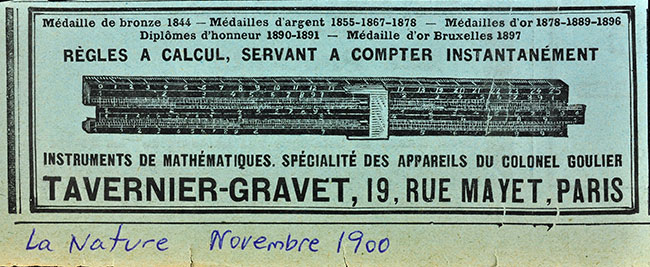 Médaille de bronze 1844 — Médailles d'argent 1855-1867-1878 — Médailles d'or 1878-1889-1896
Diplômes d'honneur 1890-1891 — Médaille d'or Bruxelles 1897
RÈGLES A CALCUL, SERVANT A COMPTER INSTANTANÉMENT
INSTRUMENTS DE MATHÉMATIQUES. SPÉCIALITÉ DES APPAREILS DU COLONEL GOULIER
TAVERNIER-GRAVET, 19, RUE MAYET, PARIS
La Nature Novembre 1900